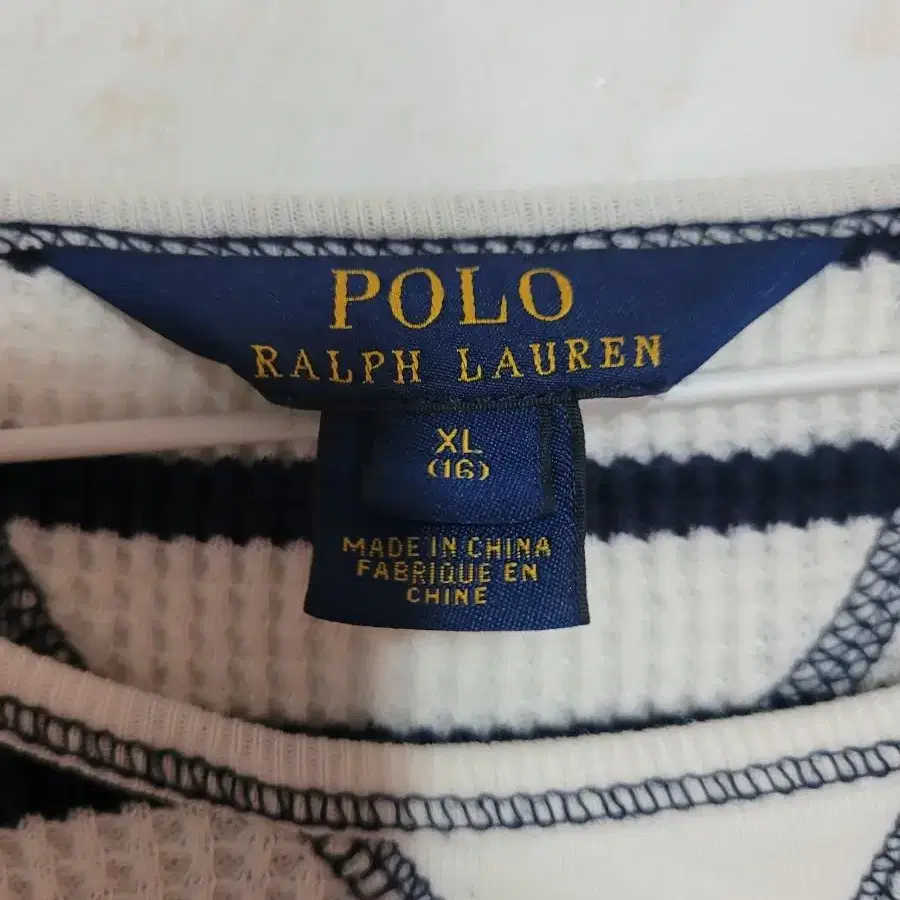 POLO
RALPH LAUREN
XL
(16)
MADE IN CHINA
FABRIQUE EN
CHINE